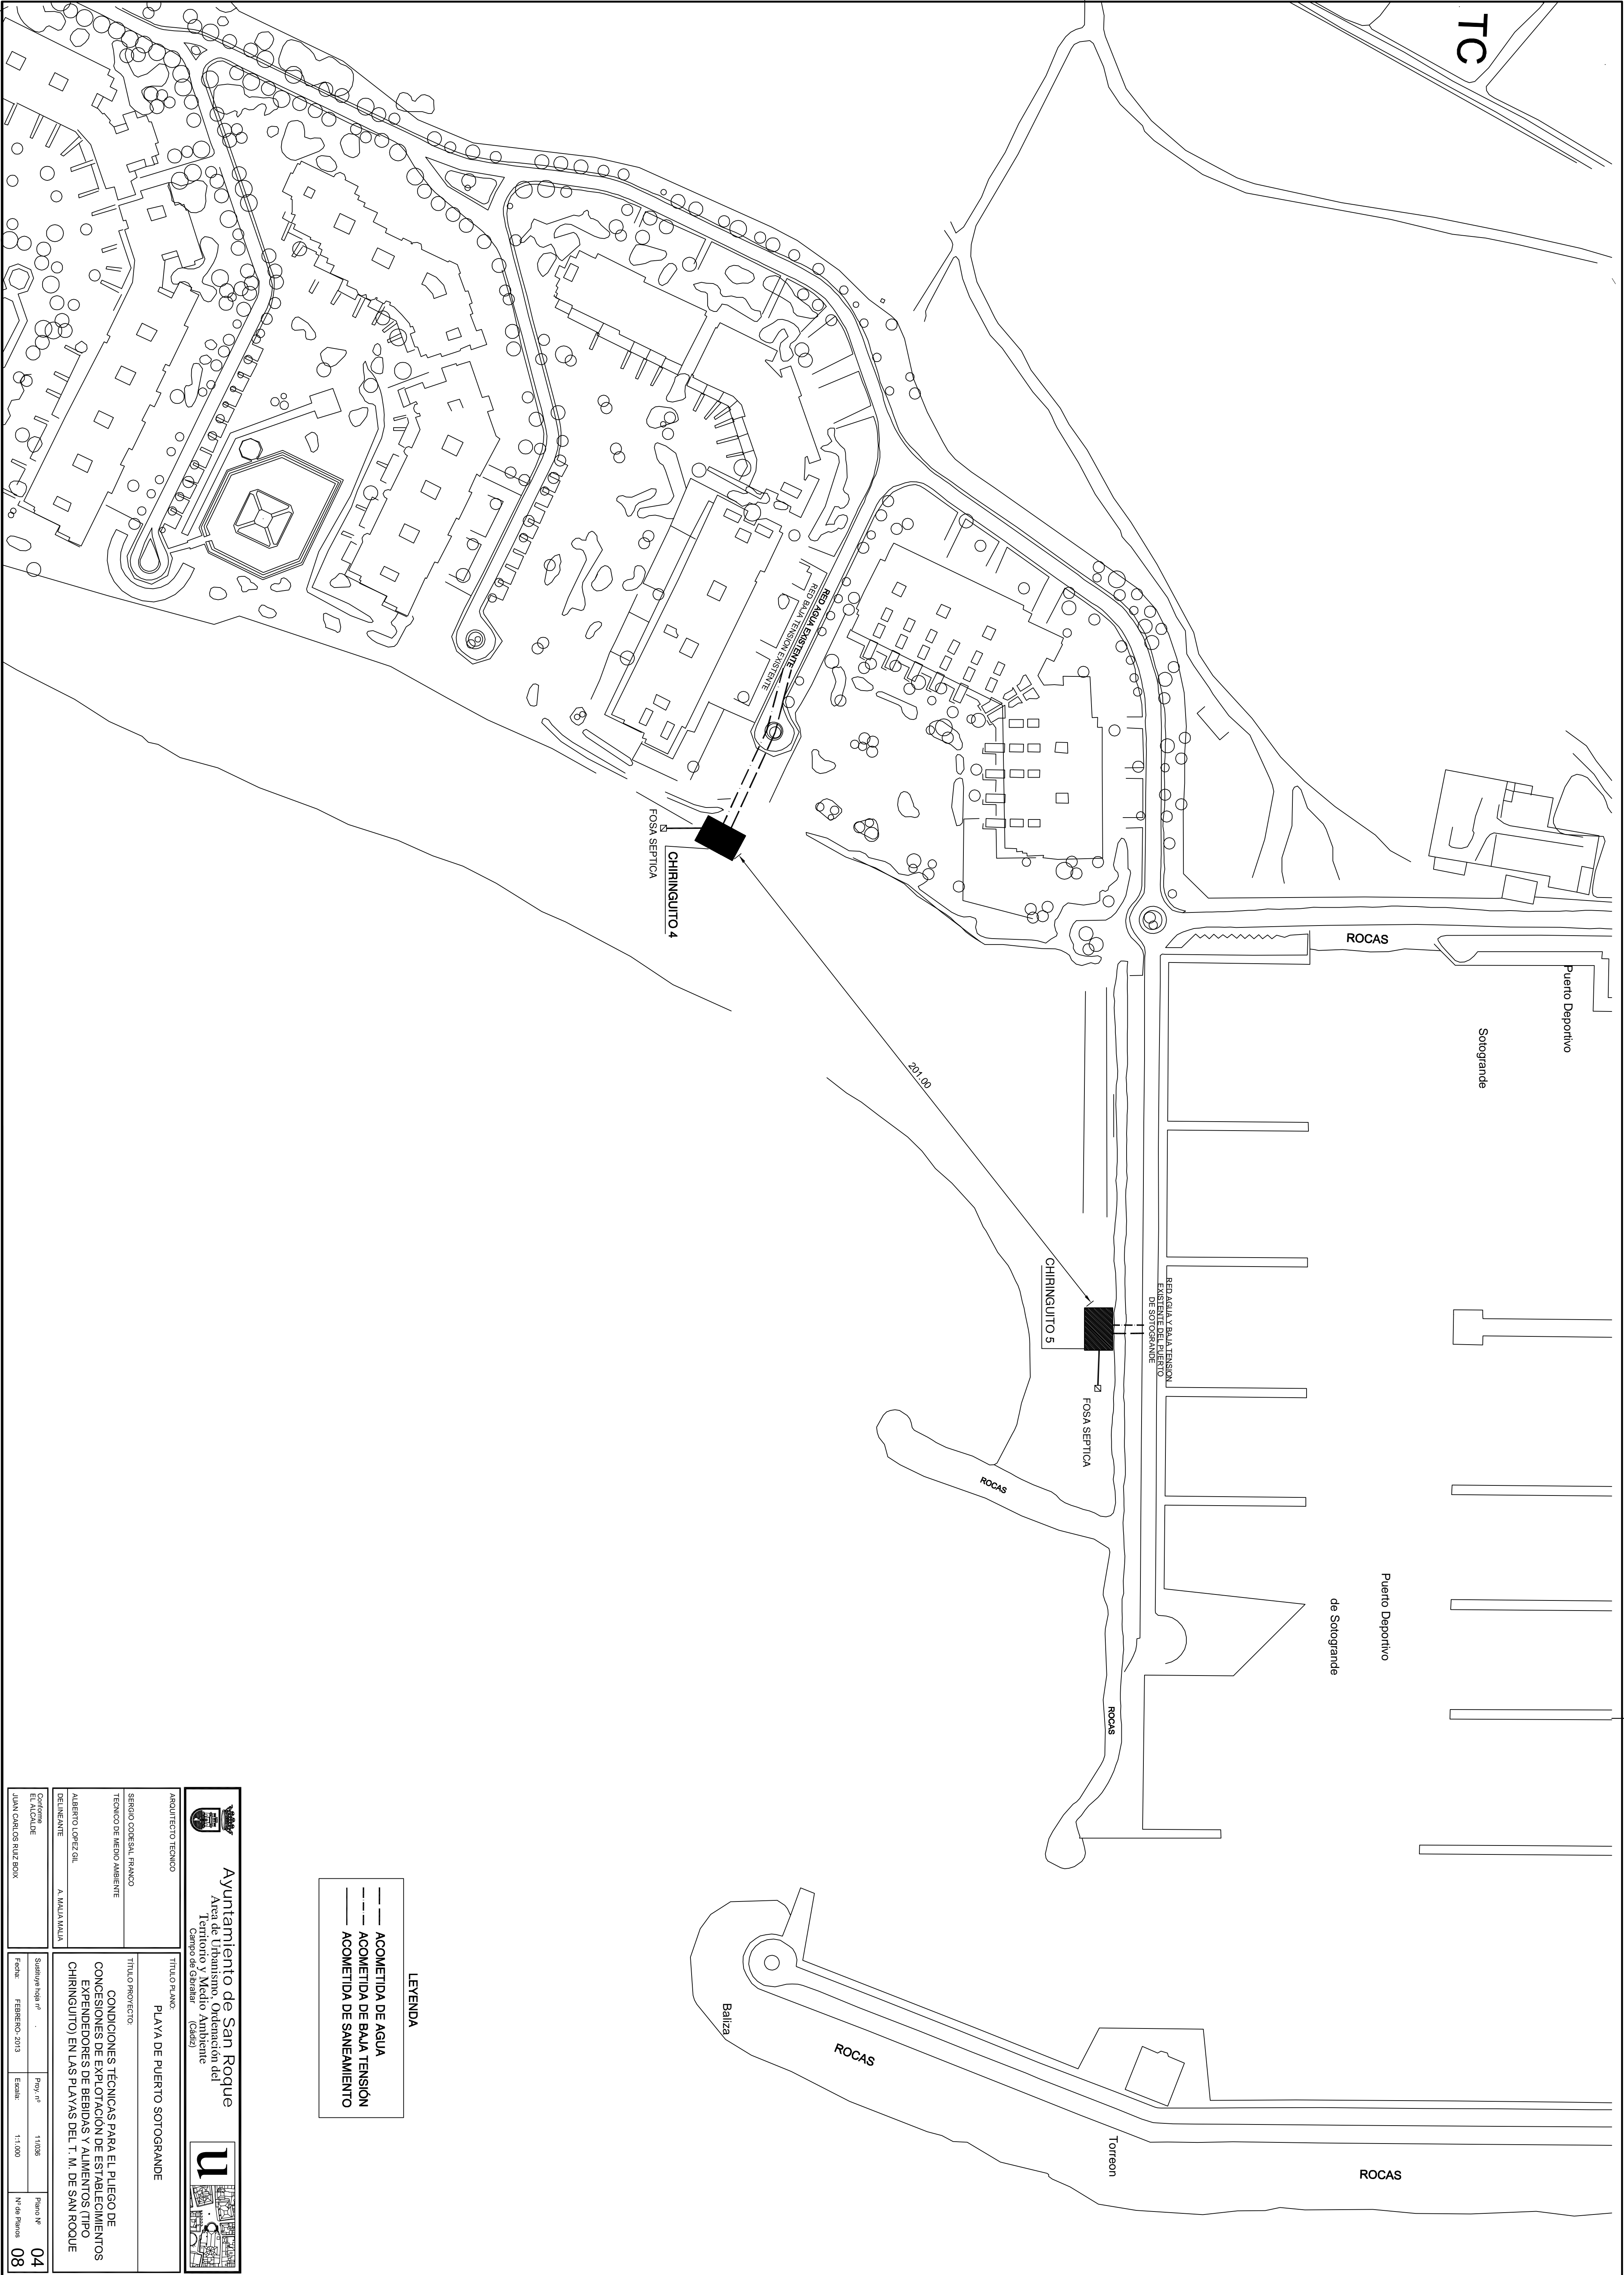 TC
Puerto Deportivo
Sotogrande
ROCAS
RED AGUA EXISTENTE
RED BAJA TENSION EXISTENTE
FOSA SEPTICA
CHIRINGUITO 4
201.00
CHIRINGUITO 5
RED AGUA Y BAJA TENSION
EXISTENTE DEL PUERTO
DE SOTOGRANDE
FOSA SEPTICA
ROCAS
Puerto Deportivo
de Sotogrande
ROCAS
Baliza
ROCAS
Torreon
ROCAS
LEYENDA
ACOMETIDA DE AGUA
ACOMETIDA DE BAJA TENSIÓN
ACOMETIDA DE SANEAMIENTO
Ayuntamiento de San Roque
Area de Urbanismo, Ordenación del
Territorio y Medio Ambiente
Campo de Gibraltar (Cádiz)
u
ARQUITECTO TECNICO
SERGIO CODESAL FRANCO
TECNICO DE MEDIO AMBIENTE
ALBERTO LOPEZ GIL
DELINEANTE A. MALIA MALIA
Conforme
EL ALCALDE
JUAN CARLOS RUIZ BOIX
TÍTULO PLANO:
PLAYA DE PUERTO SOTOGRANDE
TÍTULO PROYECTO:
CONDICIONES TÉCNICAS PARA EL PLIEGO DE
CONCESIONES DE EXPLOTACIÓN DE ESTABLECIMIENTOS
EXPENDEDORES DE BEBIDAS Y ALIMENTOS (TIPO
CHIRINGUITO) EN LAS PLAYAS DEL T. M. DE SAN ROQUE
Sustituye hoja nº .
Proy. nº 11/036
Plano Nº 04
Fecha: FEBRERO- 2013
Escala: 1:1.000
Nº de Planos 08